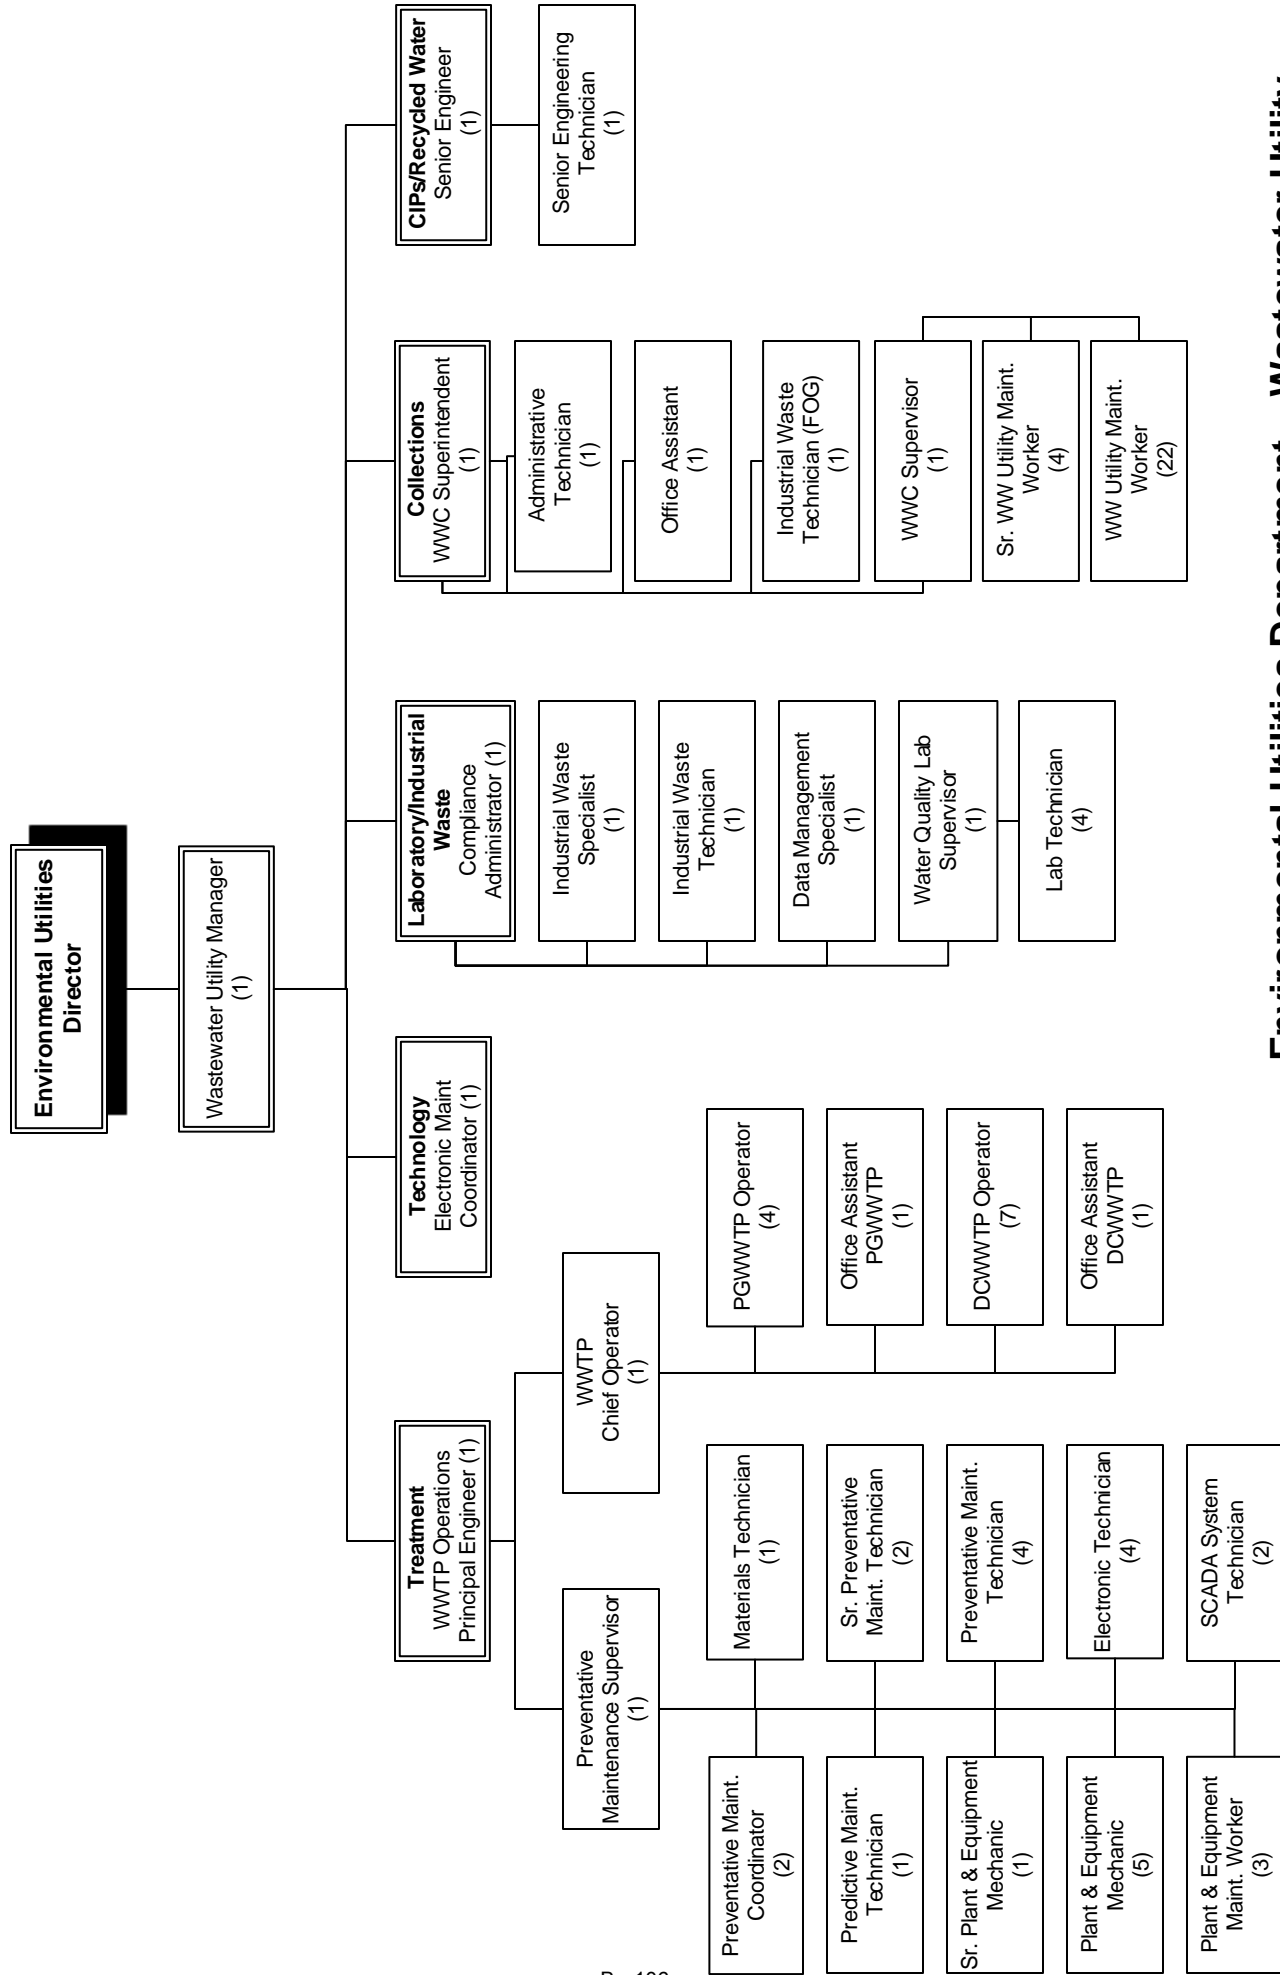 Environmental Utilities
Director
Wastewater Utility Manager
(1)
Treatment
WWTP Operations
Principal Engineer (1)
Technology
Electronic Maint
Coordinator (1)
Laboratory/Industrial
Waste
Compliance
Administrator (1)
Collections
WWC Superintendent
(1)
CIPs/Recycled Water
Senior Engineer
(1)
Preventative
Maintenance Supervisor
(1)
WWTP
Chief Operator
(1)
Preventative Maint.
Coordinator
(2)
Predictive Maint.
Technician
(1)
Sr. Plant & Equipment
Mechanic
(1)
Plant & Equipment
Mechanic
(5)
Plant & Equipment
Maint. Worker
(3)
Materials Technician
(1)
Sr. Preventative
Maint. Technician
(2)
Preventative Maint.
Technician
(4)
Electronic Technician
(4)
SCADA System
Technician
(2)
PGWWTP Operator
(4)
Office Assistant
PGWWTP
(1)
DCWWTP Operator
(7)
Office Assistant
DCWWTP
(1)
Industrial Waste
Specialist
(1)
Industrial Waste
Technician
(1)
Data Management
Specialist
(1)
Water Quality Lab
Supervisor
(1)
Lab Technician
(4)
Administrative
Technician
(1)
Office Assistant
(1)
Industrial Waste
Technician (FOG)
(1)
WWC Supervisor
(1)
Sr. WW Utility Maint.
Worker
(4)
WW Utility Maint.
Worker
(22)
Senior Engineering
Technician
(1)
Environmental Utilities Department Wastewater Utility